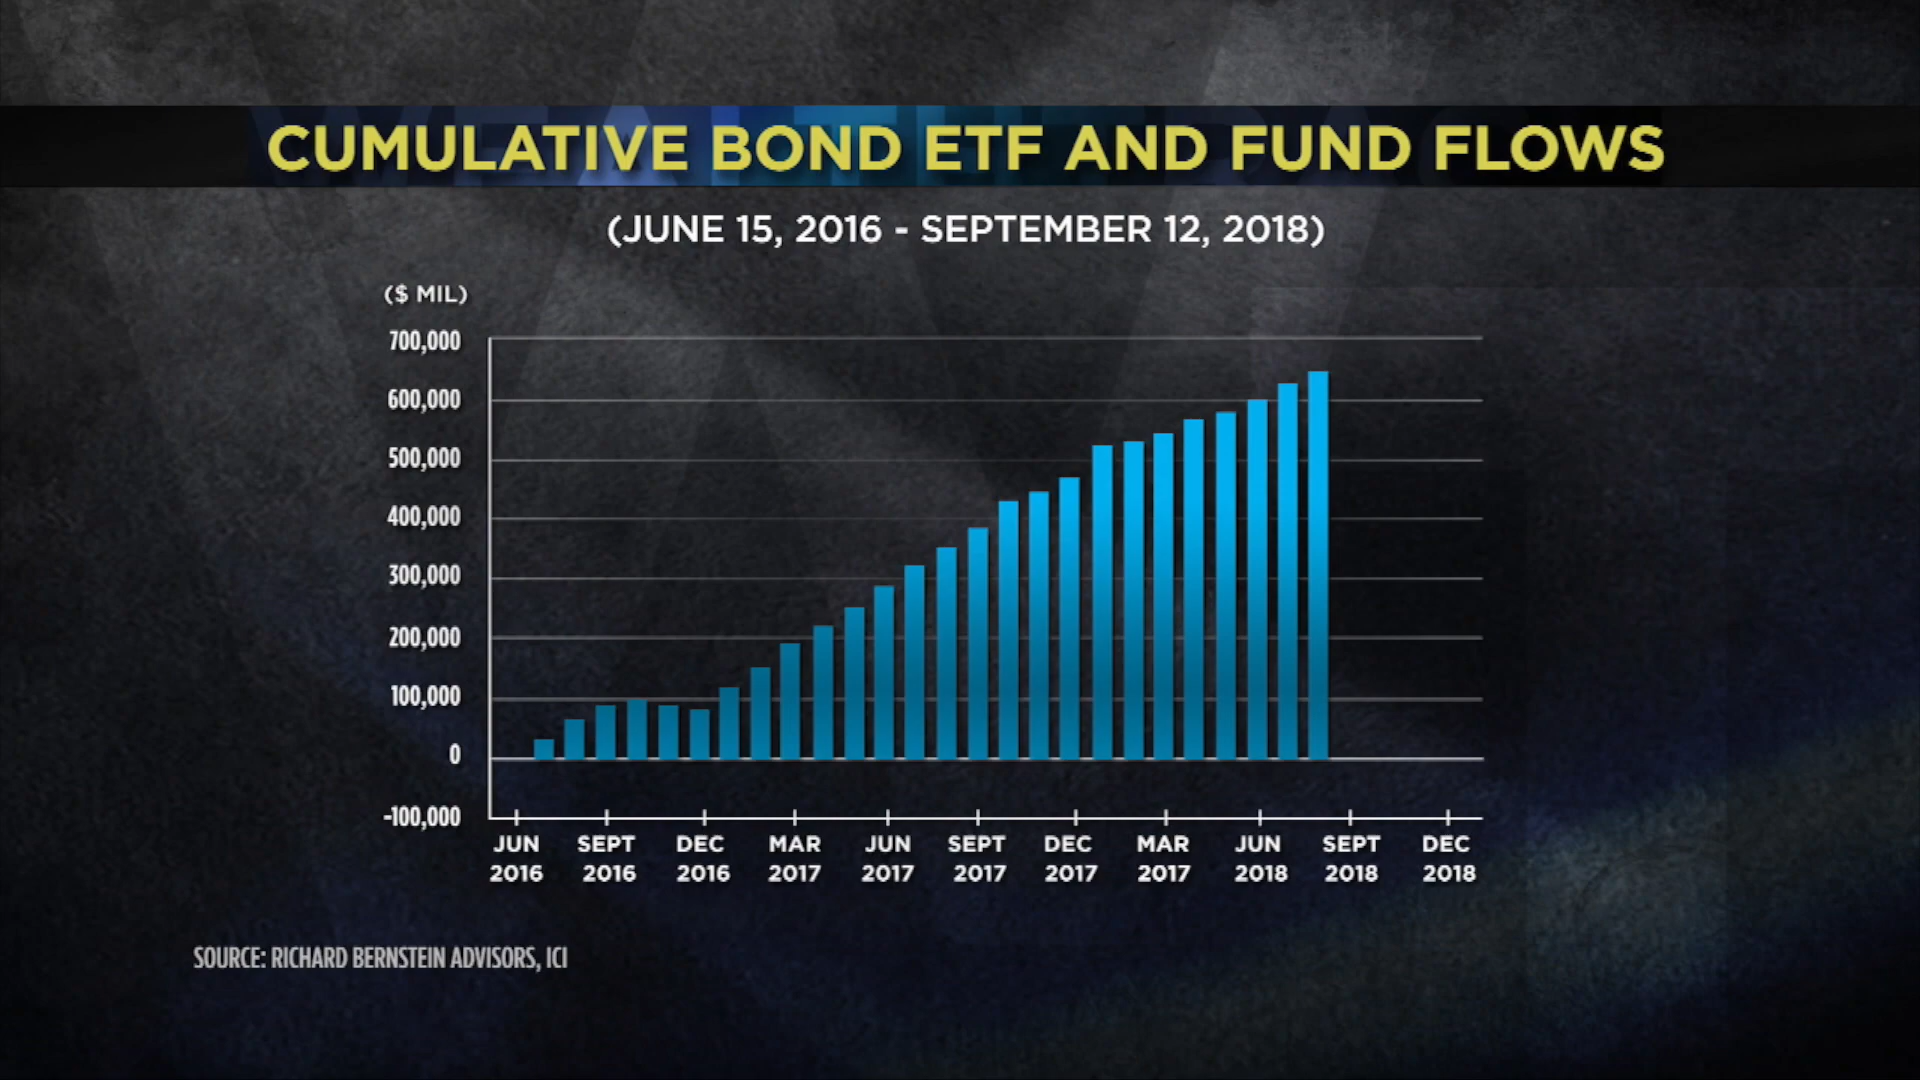 CUMULATIVE BOND ETF AND FUND FLOWS
(JUNE 15, 2016 - SEPTEMBER 12, 2018)
($ MIL)
700,000
600,000
500,000
400,000
300,000
200,000
100,000
0
-100,000
JUN SEPT DEC MAR JUN SEPT DEC MAR JUN SEPT DEC
2016 2016 2016 2017 2017 2017 2017 2017 2018 2018 2018
SOURCE: RICHARD BERNSTEIN ADVISORS, ICI